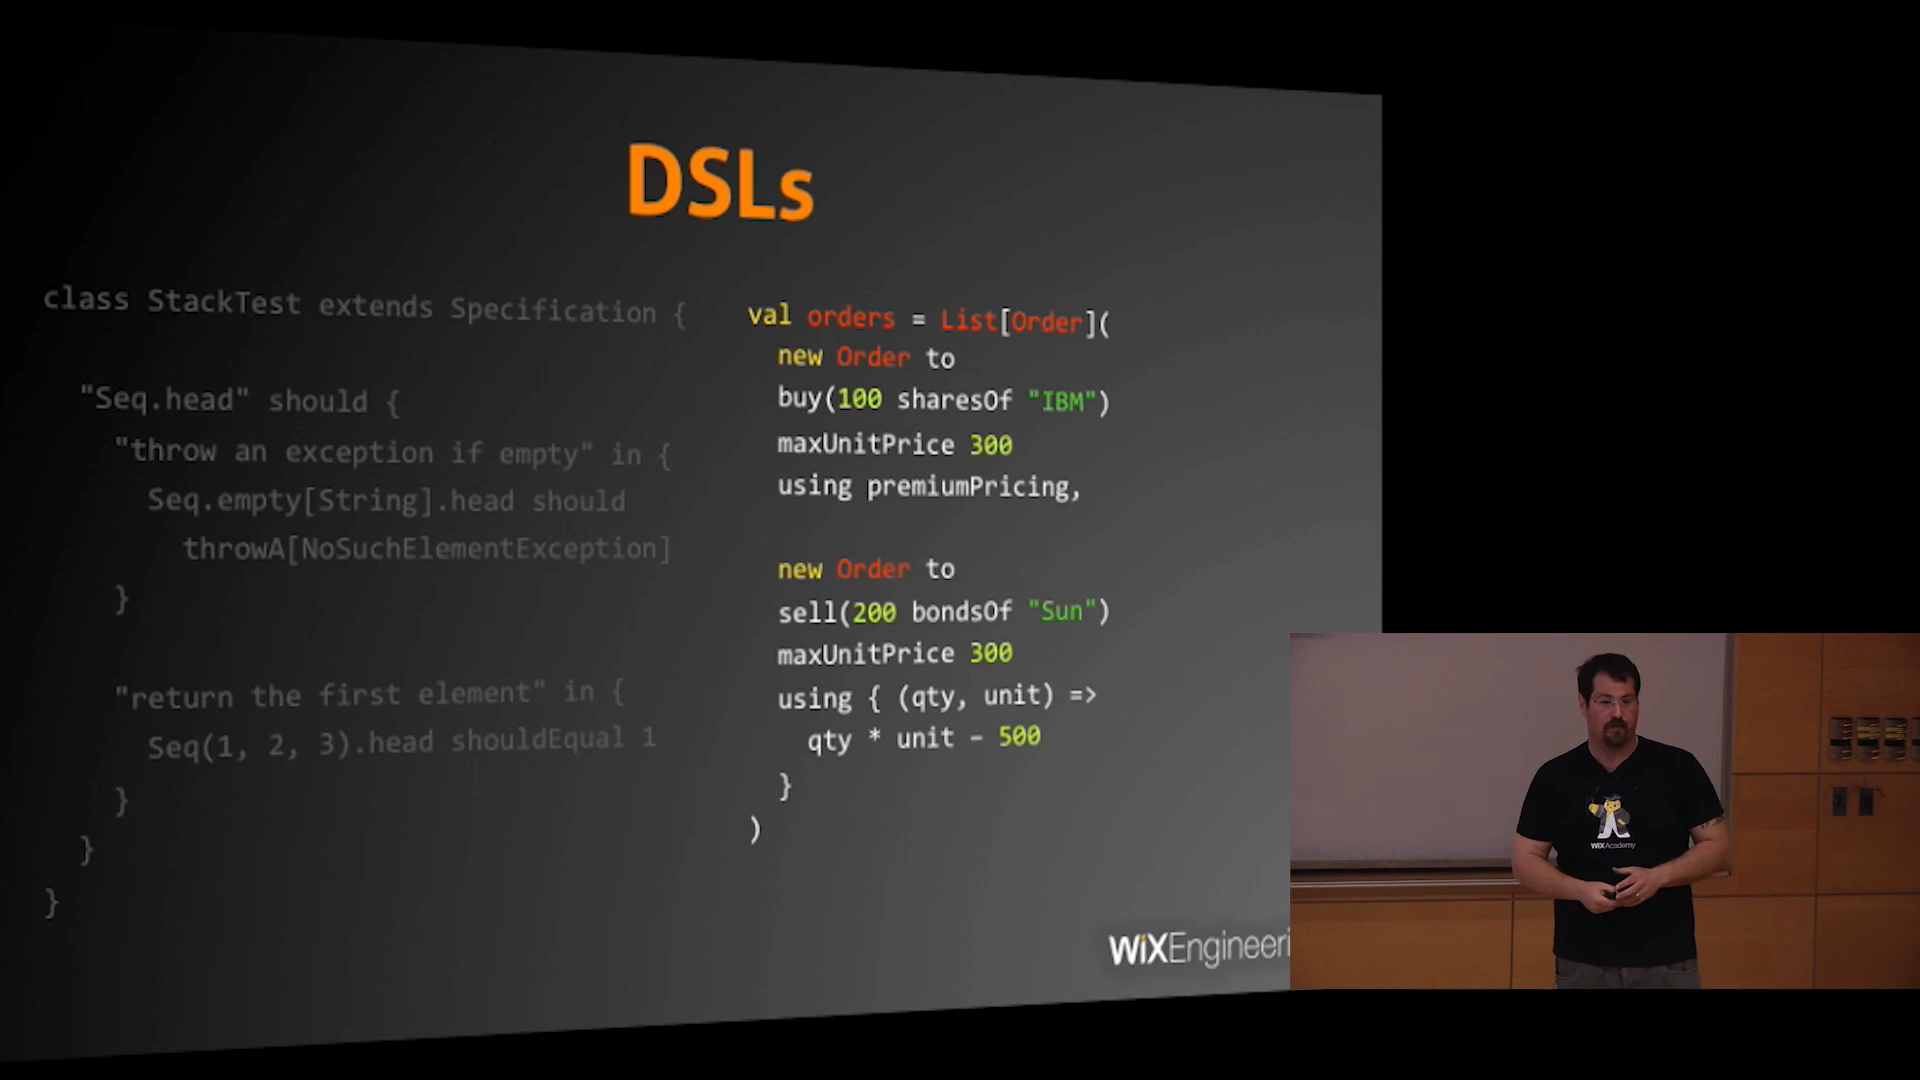 DSLs
class StackTest extends Specification {
"Seq.head" should {
"throw an exception if empty" in {
Seq.empty[String].head should
throwA[NoSuchElementException]
}
"return the first element" in {
Seq(1, 2, 3).head shouldEqual 1
}
}
}
val orders = List[Order](
new Order to
buy(100 sharesOf "IBM")
maxUnitPrice 300
using premiumPricing,
new Order to
sell(200 bondsOf "Sun")
maxUnitPrice 300
using { (qty, unit) =>
qty * unit – 500
}
)
WiXEngineeri
WiXAcademy